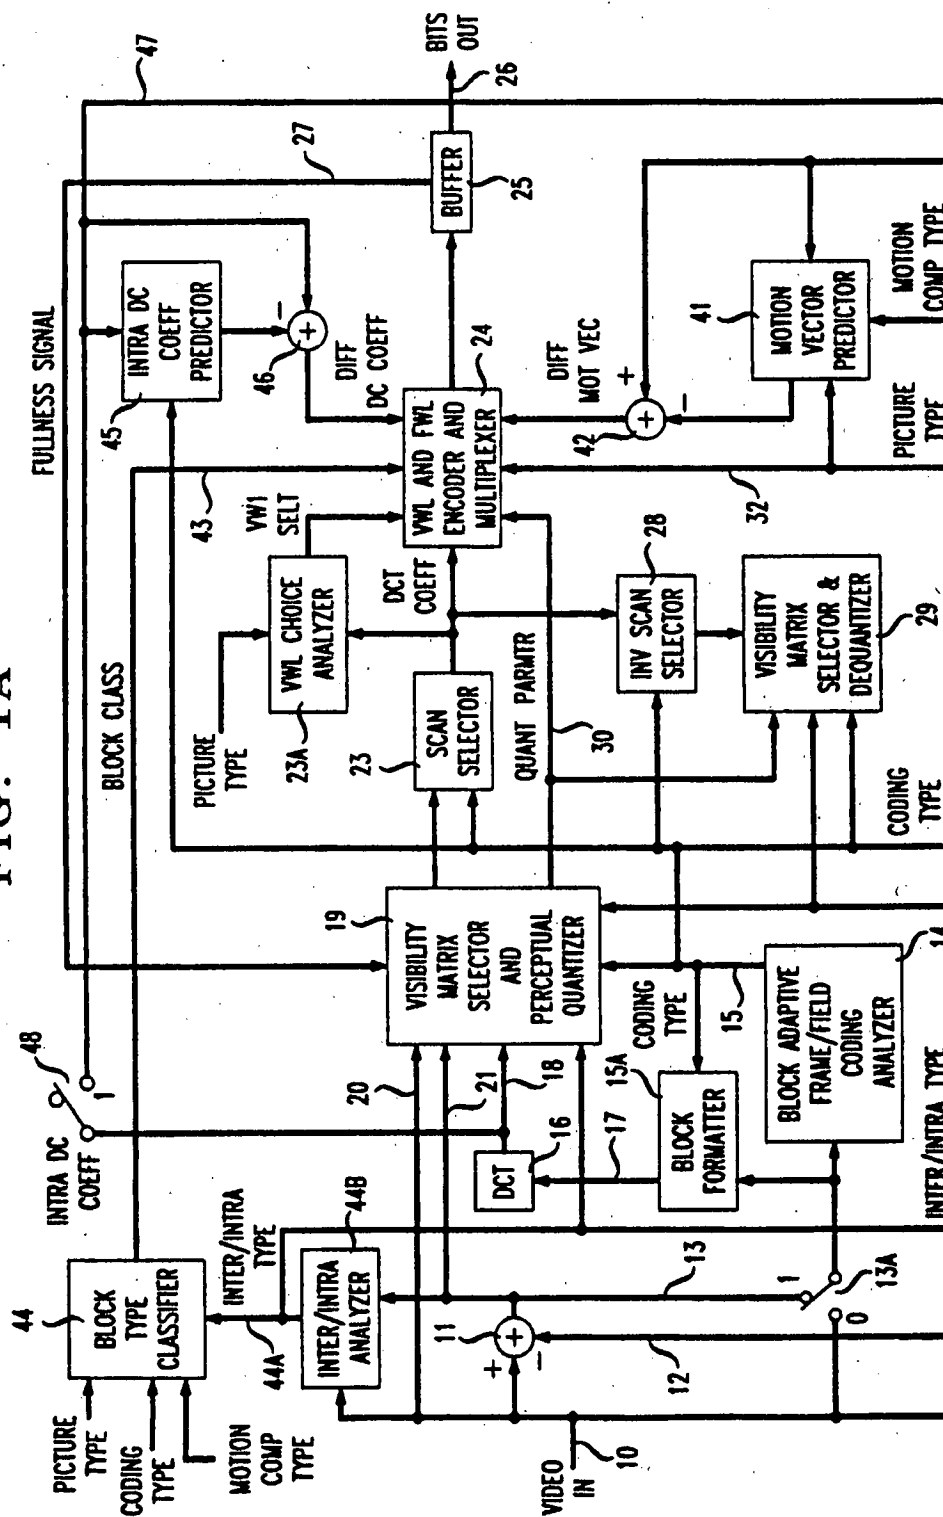 FIG. 1A
FULLNESS SIGNAL
47
27
BITS
OUT
26
BUFFER
25
45
INTRA DC
COEFF
PREDICTOR
46
−
+
DIFF
DC COEFF
43
BLOCK CLASS
VW1
SELT
VWL AND FWL
ENCODER AND
MULTIPLEXER
24
DIFF
MOT VEC
42
+
+
−
41
MOTION
VECTOR
PREDICTOR
MOTION
COMP TYPE
PICTURE
TYPE
32
PICTURE
TYPE
23A
VWL CHOICE
ANALYZER
DCT
COEFF
23
SCAN
SELECTOR
QUANT PARMTR
30
INV SCAN
SELECTOR
28
VISIBILITY
MATRIX
SELECTOR &
DEQUANTIZER
29
CODING
TYPE
19
VISIBILITY
MATRIX
SELECTOR
AND
PERCEPTUAL
QUANTIZER
CODING
TYPE
15
14
BLOCK ADAPTIVE
FRAME/FIELD
CODING
ANALYZER
48
1
INTRA DC
COEFF
20
21
18
DCT
16
17
15A
BLOCK
FORMATTER
INTER/INTRA TYPE
44
BLOCK
TYPE
CLASSIFIER
INTER/INTRA
TYPE
44A
44B
INTER/INTRA
ANALYZER
PICTURE
TYPE
CODING
TYPE
MOTION
COMP
TYPE
11
+
+
−
13
12
1
0
13A
VIDEO
IN
10